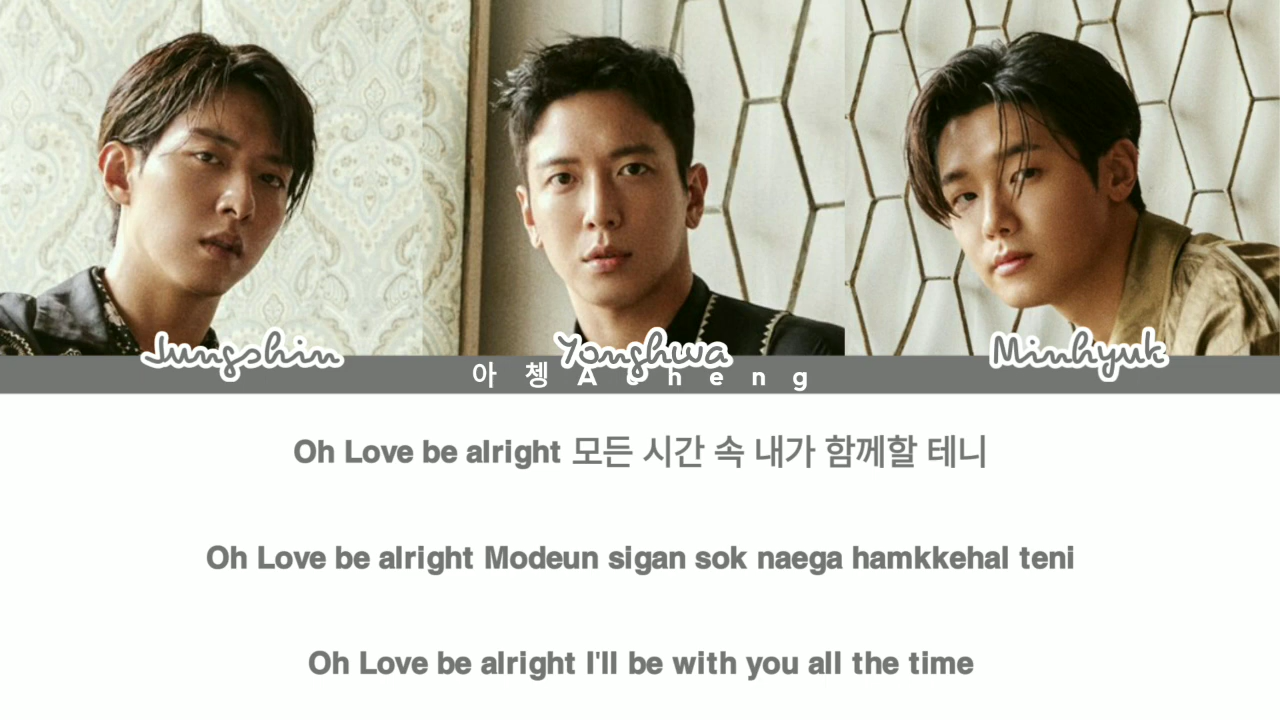 Jungshin Yonghwa Minhyuk
아 쳉 A c h e n g
Oh Love be alright 모든 시간 속 내가 함께할 테니
Oh Love be alright Modeun sigan sok naega hamkkehal teni
Oh Love be alright I'll be with you all the time